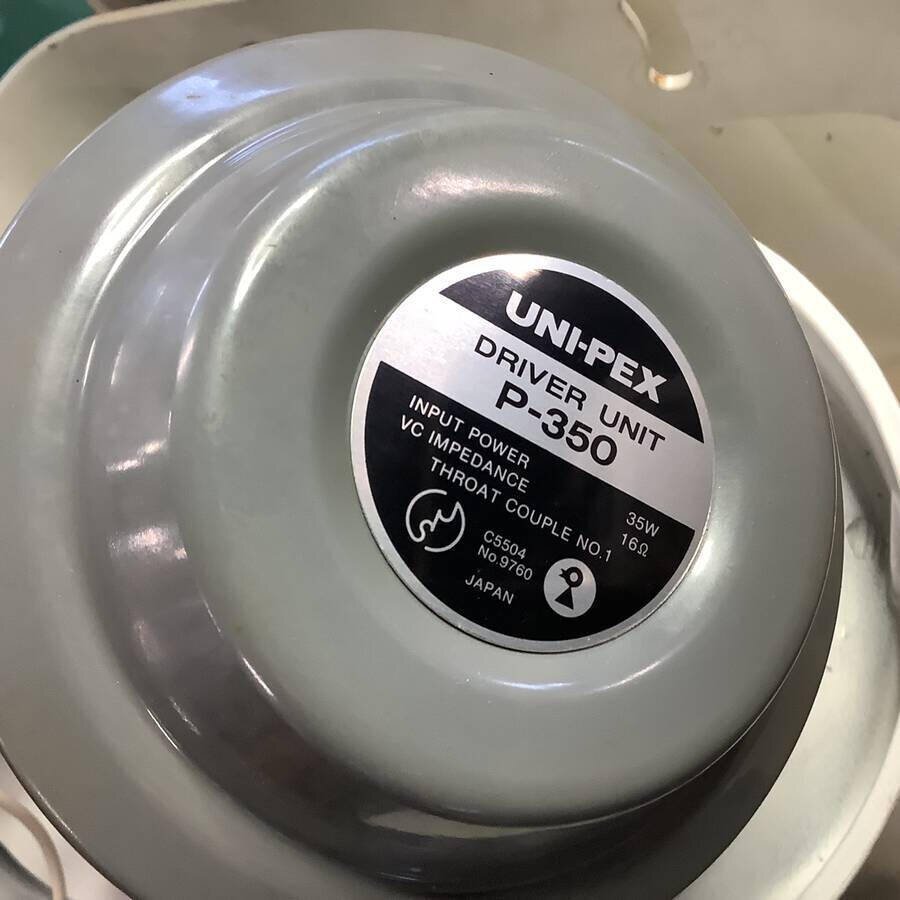 UNI-PEX
DRIVER UNIT
P-350
INPUT POWER 35W
VC IMPEDANCE 16Ω
THROAT COUPLE NO.1
C5504
No.9760
JAPAN